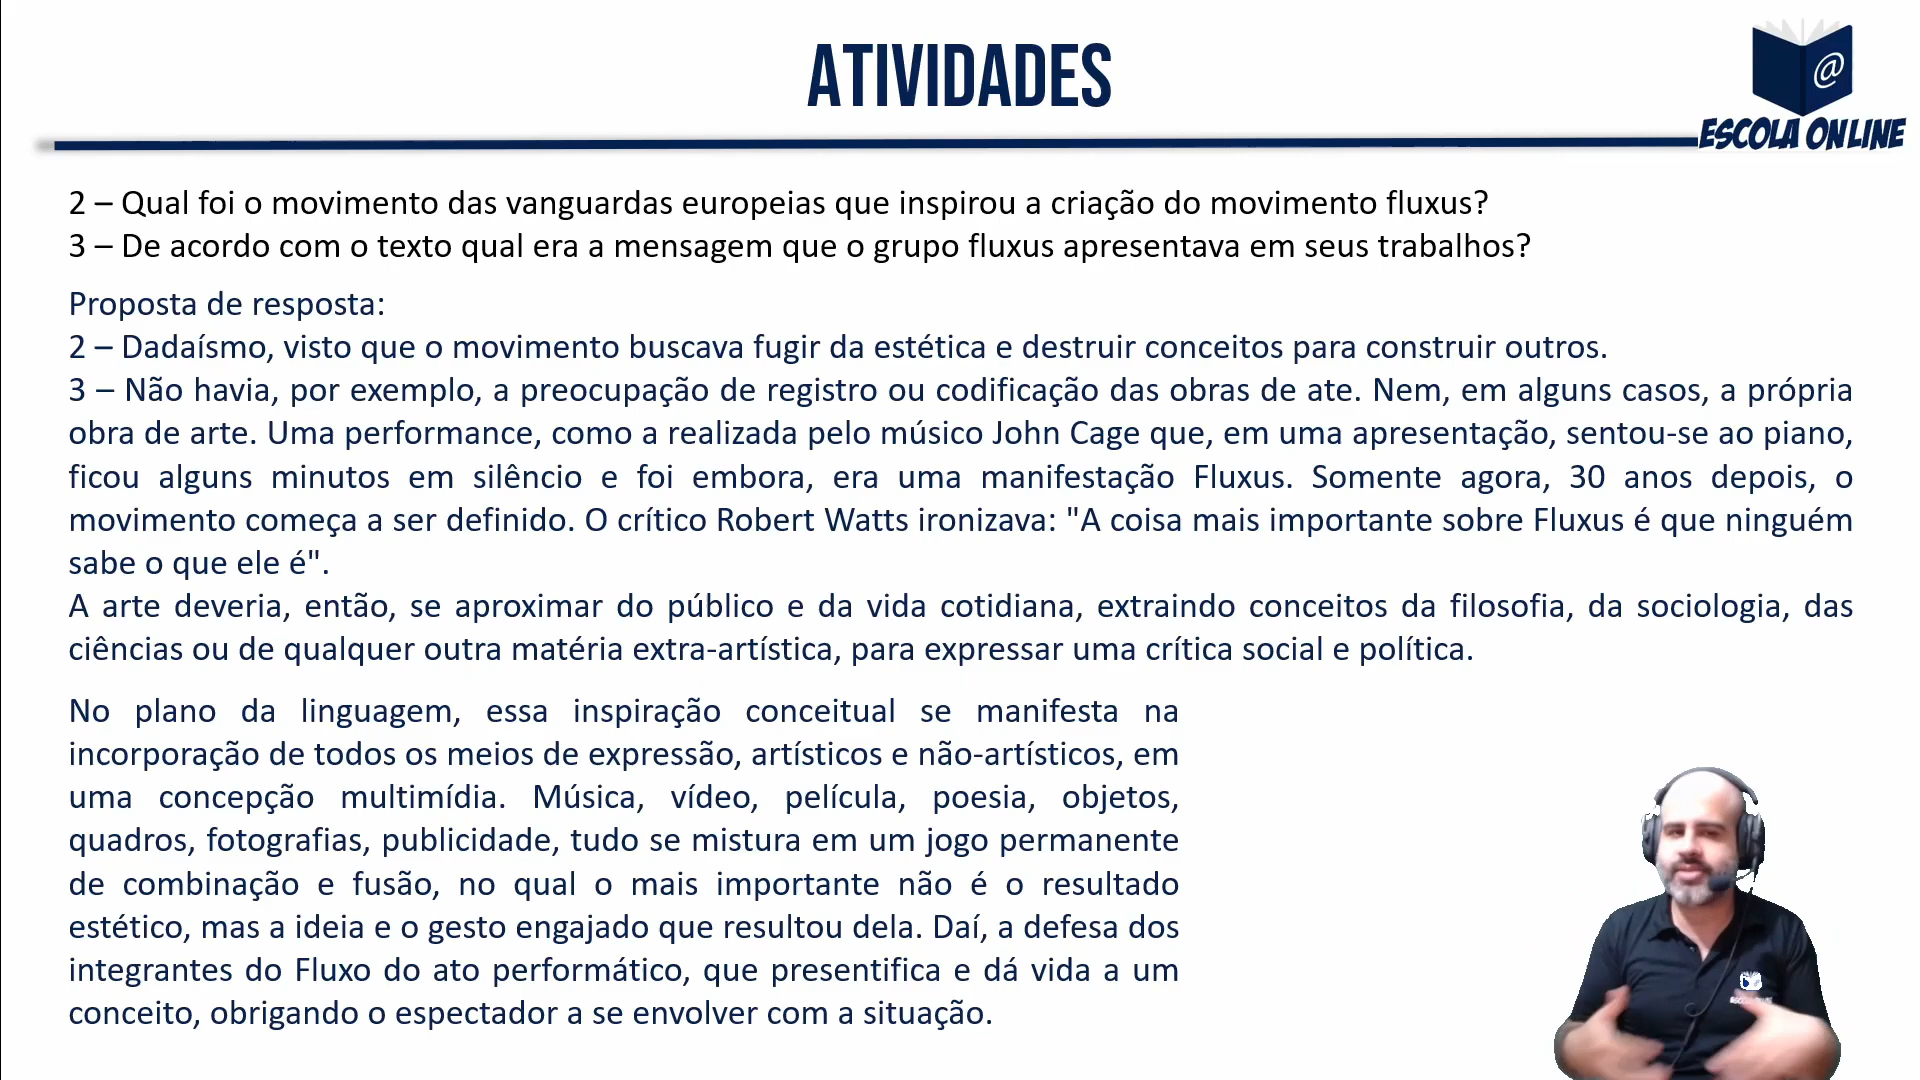 ATIVIDADES
@
ESCOLA ONLINE
2 – Qual foi o movimento das vanguardas europeias que inspirou a criação do movimento fluxus?
3 – De acordo com o texto qual era a mensagem que o grupo fluxus apresentava em seus trabalhos?
Proposta de resposta:
2 – Dadaísmo, visto que o movimento buscava fugir da estética e destruir conceitos para construir outros.
3 – Não havia, por exemplo, a preocupação de registro ou codificação das obras de ate. Nem, em alguns casos, a própria
obra de arte. Uma performance, como a realizada pelo músico John Cage que, em uma apresentação, sentou-se ao piano,
ficou alguns minutos em silêncio e foi embora, era uma manifestação Fluxus. Somente agora, 30 anos depois, o
movimento começa a ser definido. O crítico Robert Watts ironizava: "A coisa mais importante sobre Fluxus é que ninguém
sabe o que ele é".
A arte deveria, então, se aproximar do público e da vida cotidiana, extraindo conceitos da filosofia, da sociologia, das
ciências ou de qualquer outra matéria extra-artística, para expressar uma crítica social e política.
No plano da linguagem, essa inspiração conceitual se manifesta na
incorporação de todos os meios de expressão, artísticos e não-artísticos, em
uma concepção multimídia. Música, vídeo, película, poesia, objetos,
quadros, fotografias, publicidade, tudo se mistura em um jogo permanente
de combinação e fusão, no qual o mais importante não é o resultado
estético, mas a ideia e o gesto engajado que resultou dela. Daí, a defesa dos
integrantes do Fluxo do ato performático, que presentifica e dá vida a um
conceito, obrigando o espectador a se envolver com a situação.